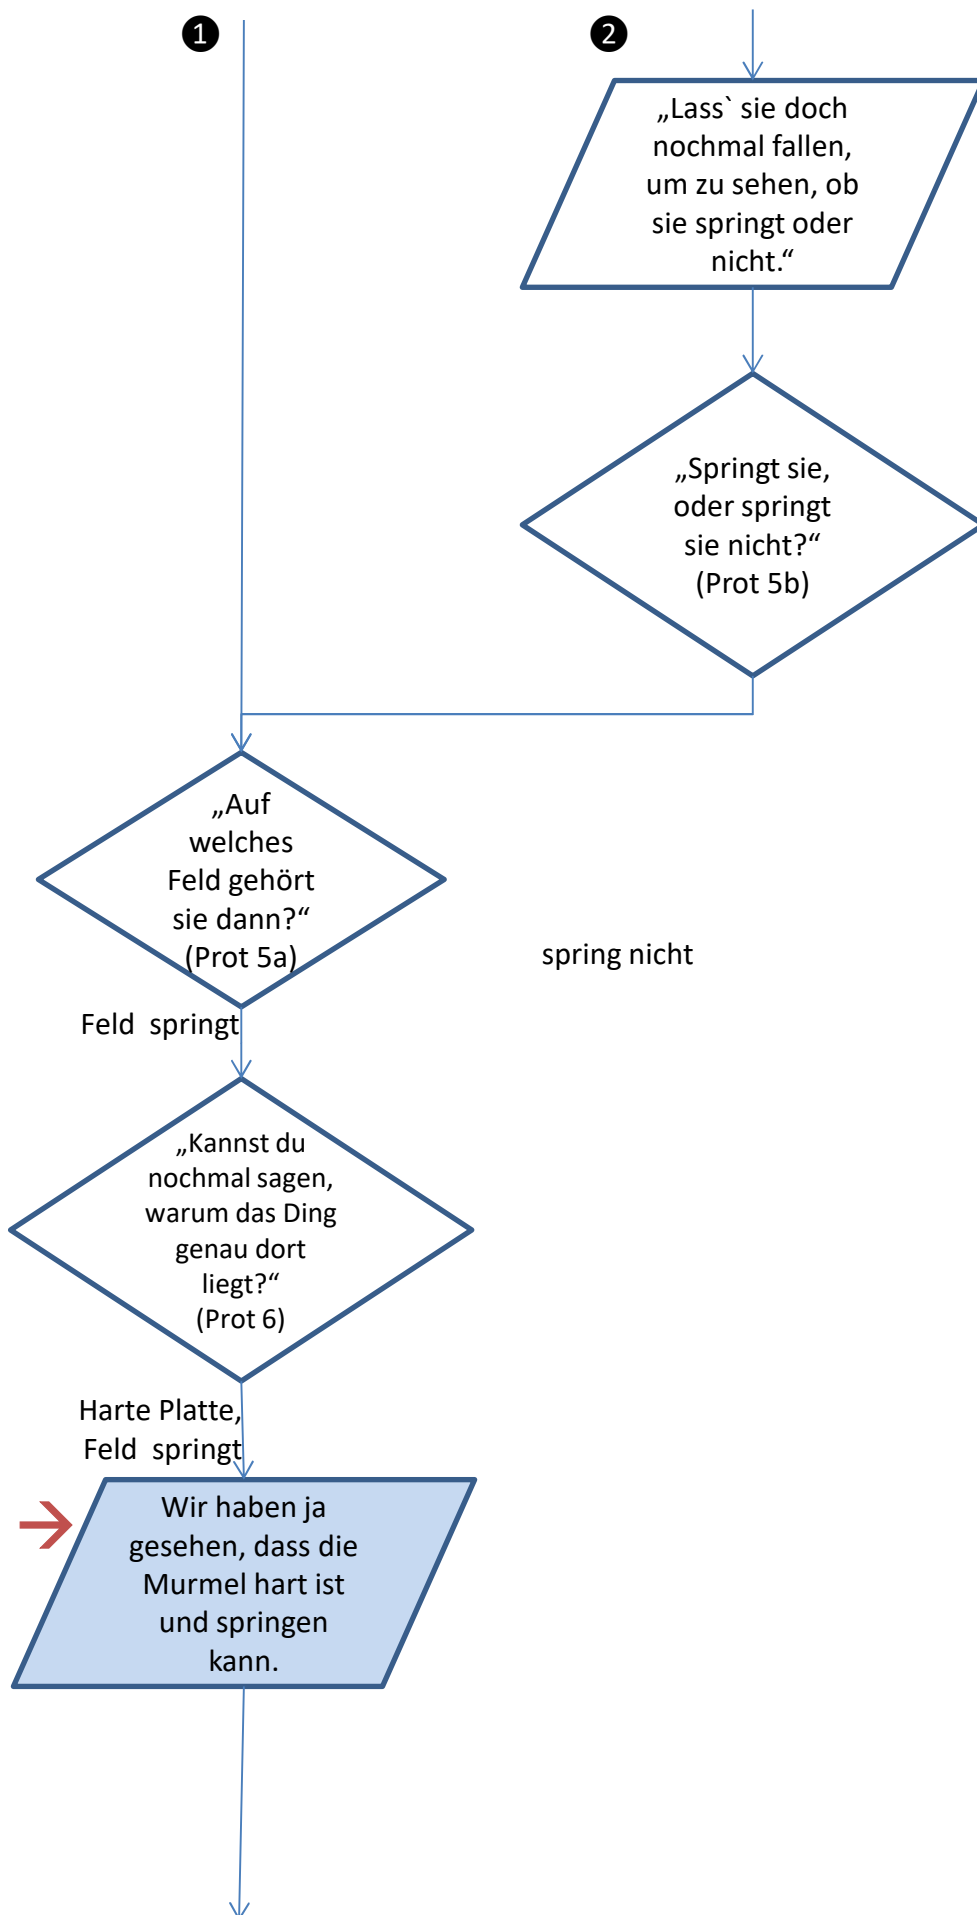 1
2
„Lass` sie doch
nochmal fallen,
um zu sehen, ob
sie springt oder
nicht.“
„Springt sie,
oder springt
sie nicht?“
(Prot 5b)
„Auf
welches
Feld gehört
sie dann?“
(Prot 5a)
spring nicht
Feld  springt
„Kannst du
nochmal sagen,
warum das Ding
genau dort
liegt?“
(Prot 6)
Harte Platte,
Feld  springt
Wir haben ja
gesehen, dass die
Murmel hart ist
und springen
kann.